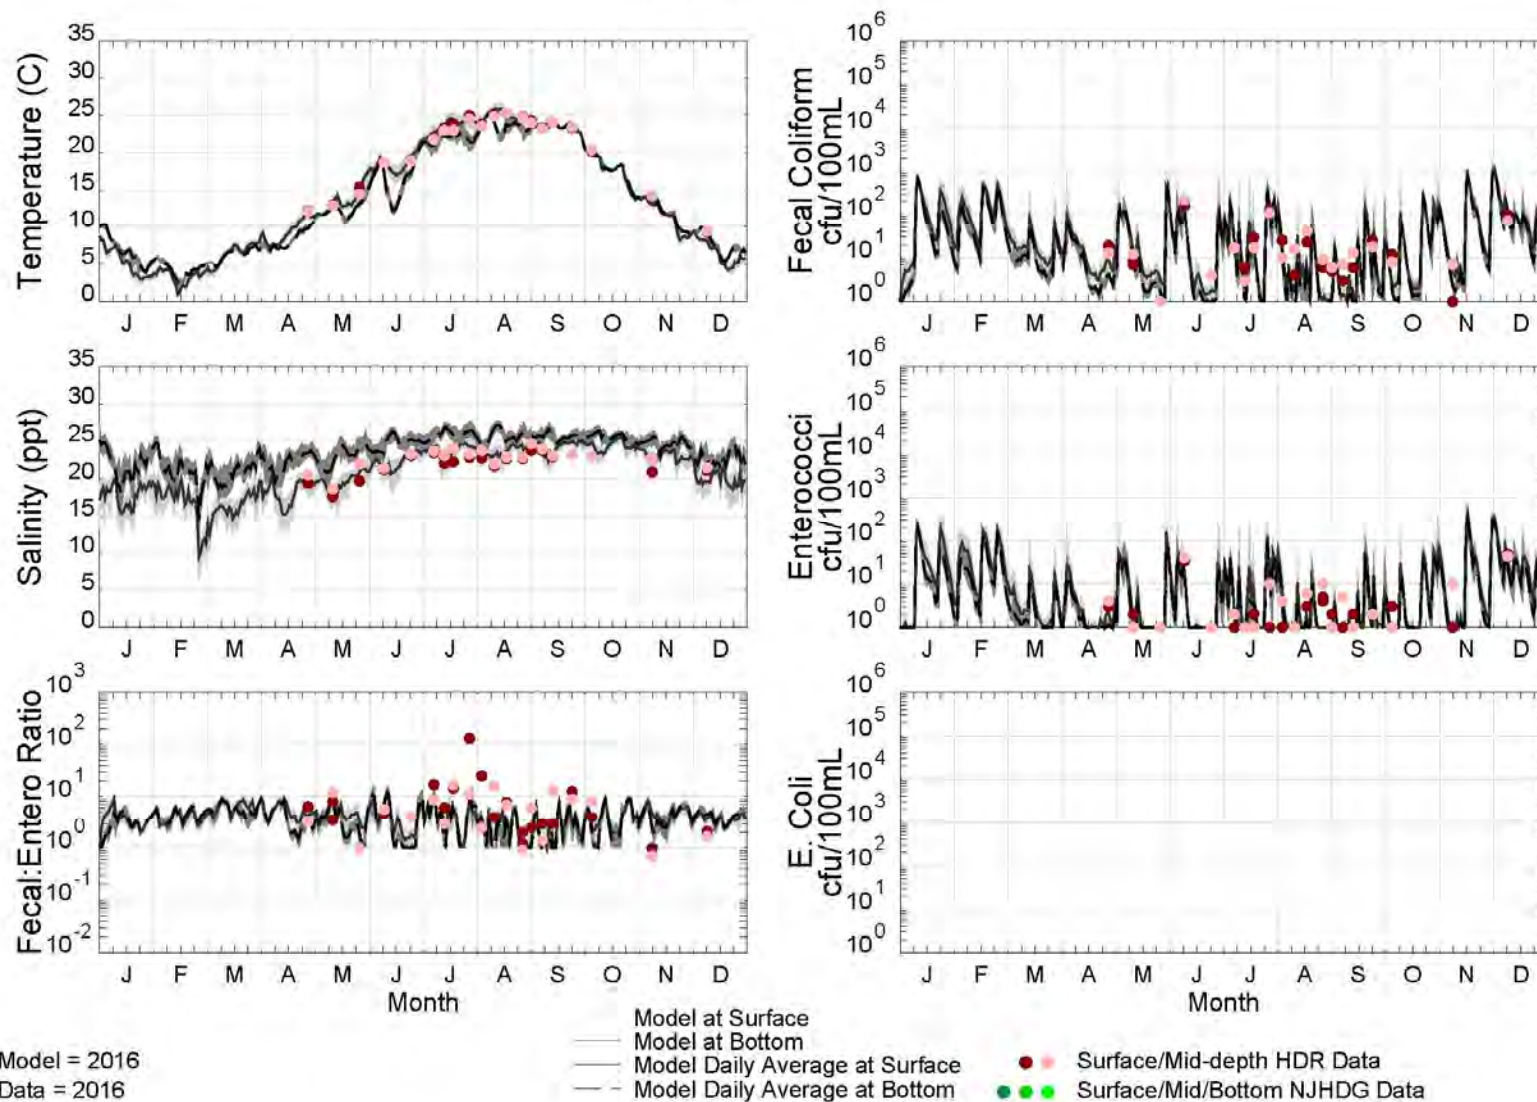 Temperature (C)
35
30
25
20
15
10
5
0
J F M A M J J A S O N D
Fecal Coliform
cfu/100mL
10^6
10^5
10^4
10^3
10^2
10^1
10^0
J F M A M J J A S O N D
Salinity (ppt)
35
30
25
20
15
10
5
0
J F M A M J J A S O N D
Enterococci
cfu/100mL
10^6
10^5
10^4
10^3
10^2
10^1
10^0
J F M A M J J A S O N D
Fecal:Entero Ratio
10^3
10^2
10^1
10^0
10^-1
10^-2
J F M A M J J A S O N D
Month
E. Coli
cfu/100mL
10^6
10^5
10^4
10^3
10^2
10^1
10^0
J F M A M J J A S O N D
Month
Model = 2016
Data = 2016
Model at Surface
Model at Bottom
Model Daily Average at Surface
Model Daily Average at Bottom
Surface/Mid-depth HDR Data
Surface/Mid/Bottom NJHDG Data